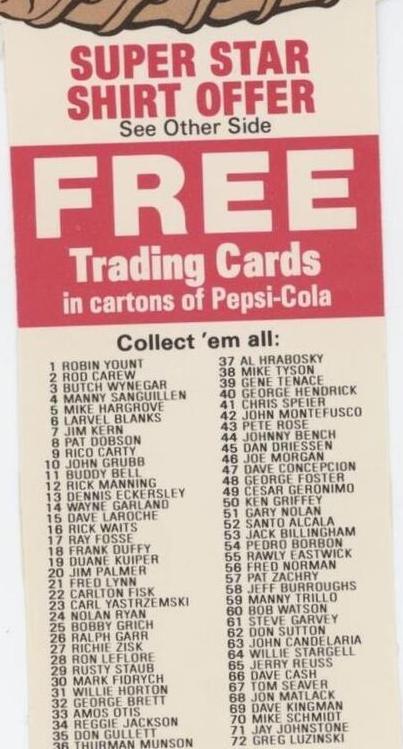 SUPER STAR
SHIRT OFFER
See Other Side
FREE
Trading Cards
in cartons of Pepsi-Cola
Collect 'em all:
1 ROBIN YOUNT
2 ROD CAREW
3 BUTCH WYNEGAR
4 MANNY SANGUILLEN
5 MIKE HARGROVE
6 LARVEL BLANKS
7 JIM KERN
8 PAT DOBSON
9 RICO CARTY
10 JOHN GRUBB
11 BUDDY BELL
12 RICK MANNING
13 DENNIS ECKERSLEY
14 WAYNE GARLAND
15 DAVE LAROCHE
16 RICK WAITS
17 RAY FOSSE
18 FRANK DUFFY
19 DUANE KUIPER
20 JIM PALMER
21 FRED LYNN
22 CARLTON FISK
23 CARL YASTRZEMSKI
24 NOLAN RYAN
25 BOBBY GRICH
26 RALPH GARR
27 RICHIE ZISK
28 RON LEFLORE
29 RUSTY STAUB
30 MARK FIDRYCH
31 WILLIE HORTON
32 GEORGE BRETT
33 AMOS OTIS
34 REGGIE JACKSON
35 DON GULLETT
36 THURMAN MUNSON
37 AL HRABOSKY
38 MIKE TYSON
39 GENE TENACE
40 GEORGE HENDRICK
41 CHRIS SPEIER
42 JOHN MONTEFUSCO
43 PETE ROSE
44 JOHNNY BENCH
45 DAN DRIESSEN
46 JOE MORGAN
47 DAVE CONCEPCION
48 GEORGE FOSTER
49 CESAR GERONIMO
50 KEN GRIFFEY
51 GARY NOLAN
52 SANTO ALCALA
53 JACK BILLINGHAM
54 PEDRO BORBON
55 RAWLY EASTWICK
56 FRED NORMAN
57 PAT ZACHRY
58 JEFF BURROUGHS
59 MANNY TRILLO
60 BOB WATSON
61 STEVE GARVEY
62 DON SUTTON
63 JOHN CANDELARIA
64 WILLIE STARGELL
65 JERRY REUSS
66 DAVE CASH
67 TOM SEAVER
68 JON MATLACK
69 DAVE KINGMAN
70 MIKE SCHMIDT
71 JAY JOHNSTONE
72 GREG LUZINSKI